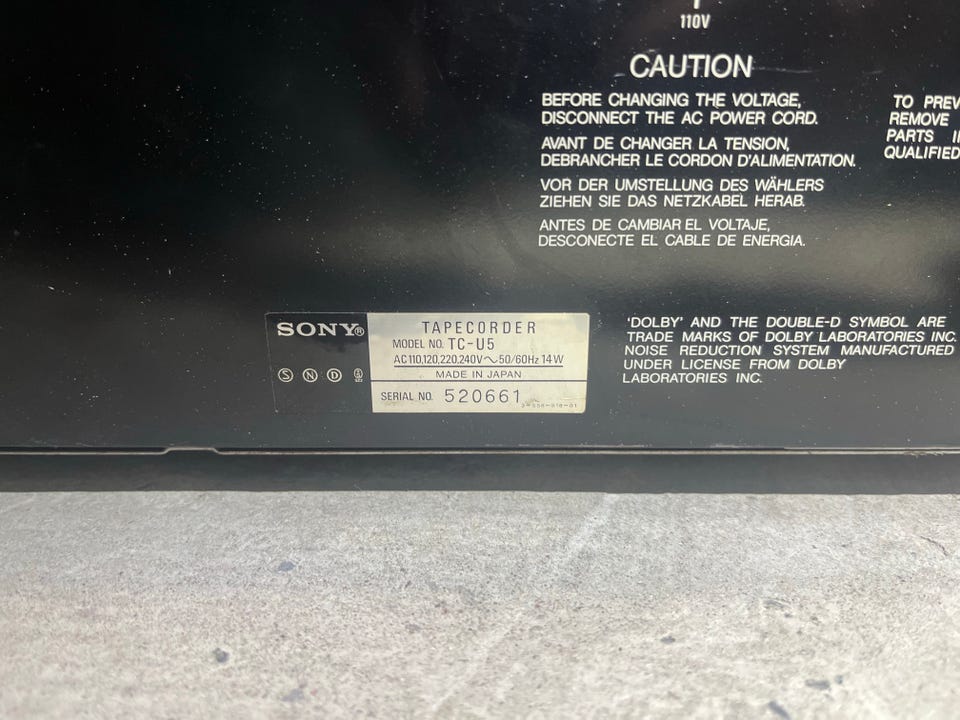 110V
CAUTION
BEFORE CHANGING THE VOLTAGE,
DISCONNECT THE AC POWER CORD.
AVANT DE CHANGER LA TENSION,
DEBRANCHER LE CORDON D'ALIMENTATION.
VOR DER UMSTELLUNG DES WÄHLERS
ZIEHEN SIE DAS NETZKABEL HERAB.
ANTES DE CAMBIAR EL VOLTAJE,
DESCONECTE EL CABLE DE ENERGIA.
TO PREV
REMOVE
PARTS I
QUALIFIED
SONY®
S N D
TAPECORDER
MODEL NO. TC-U5
AC 110,120,220,240V ~ 50/60Hz 14W
MADE IN JAPAN
SERIAL NO. 520661
'DOLBY' AND THE DOUBLE-D SYMBOL ARE
TRADE MARKS OF DOLBY LABORATORIES INC.
NOISE REDUCTION SYSTEM MANUFACTURED
UNDER LICENSE FROM DOLBY
LABORATORIES INC.